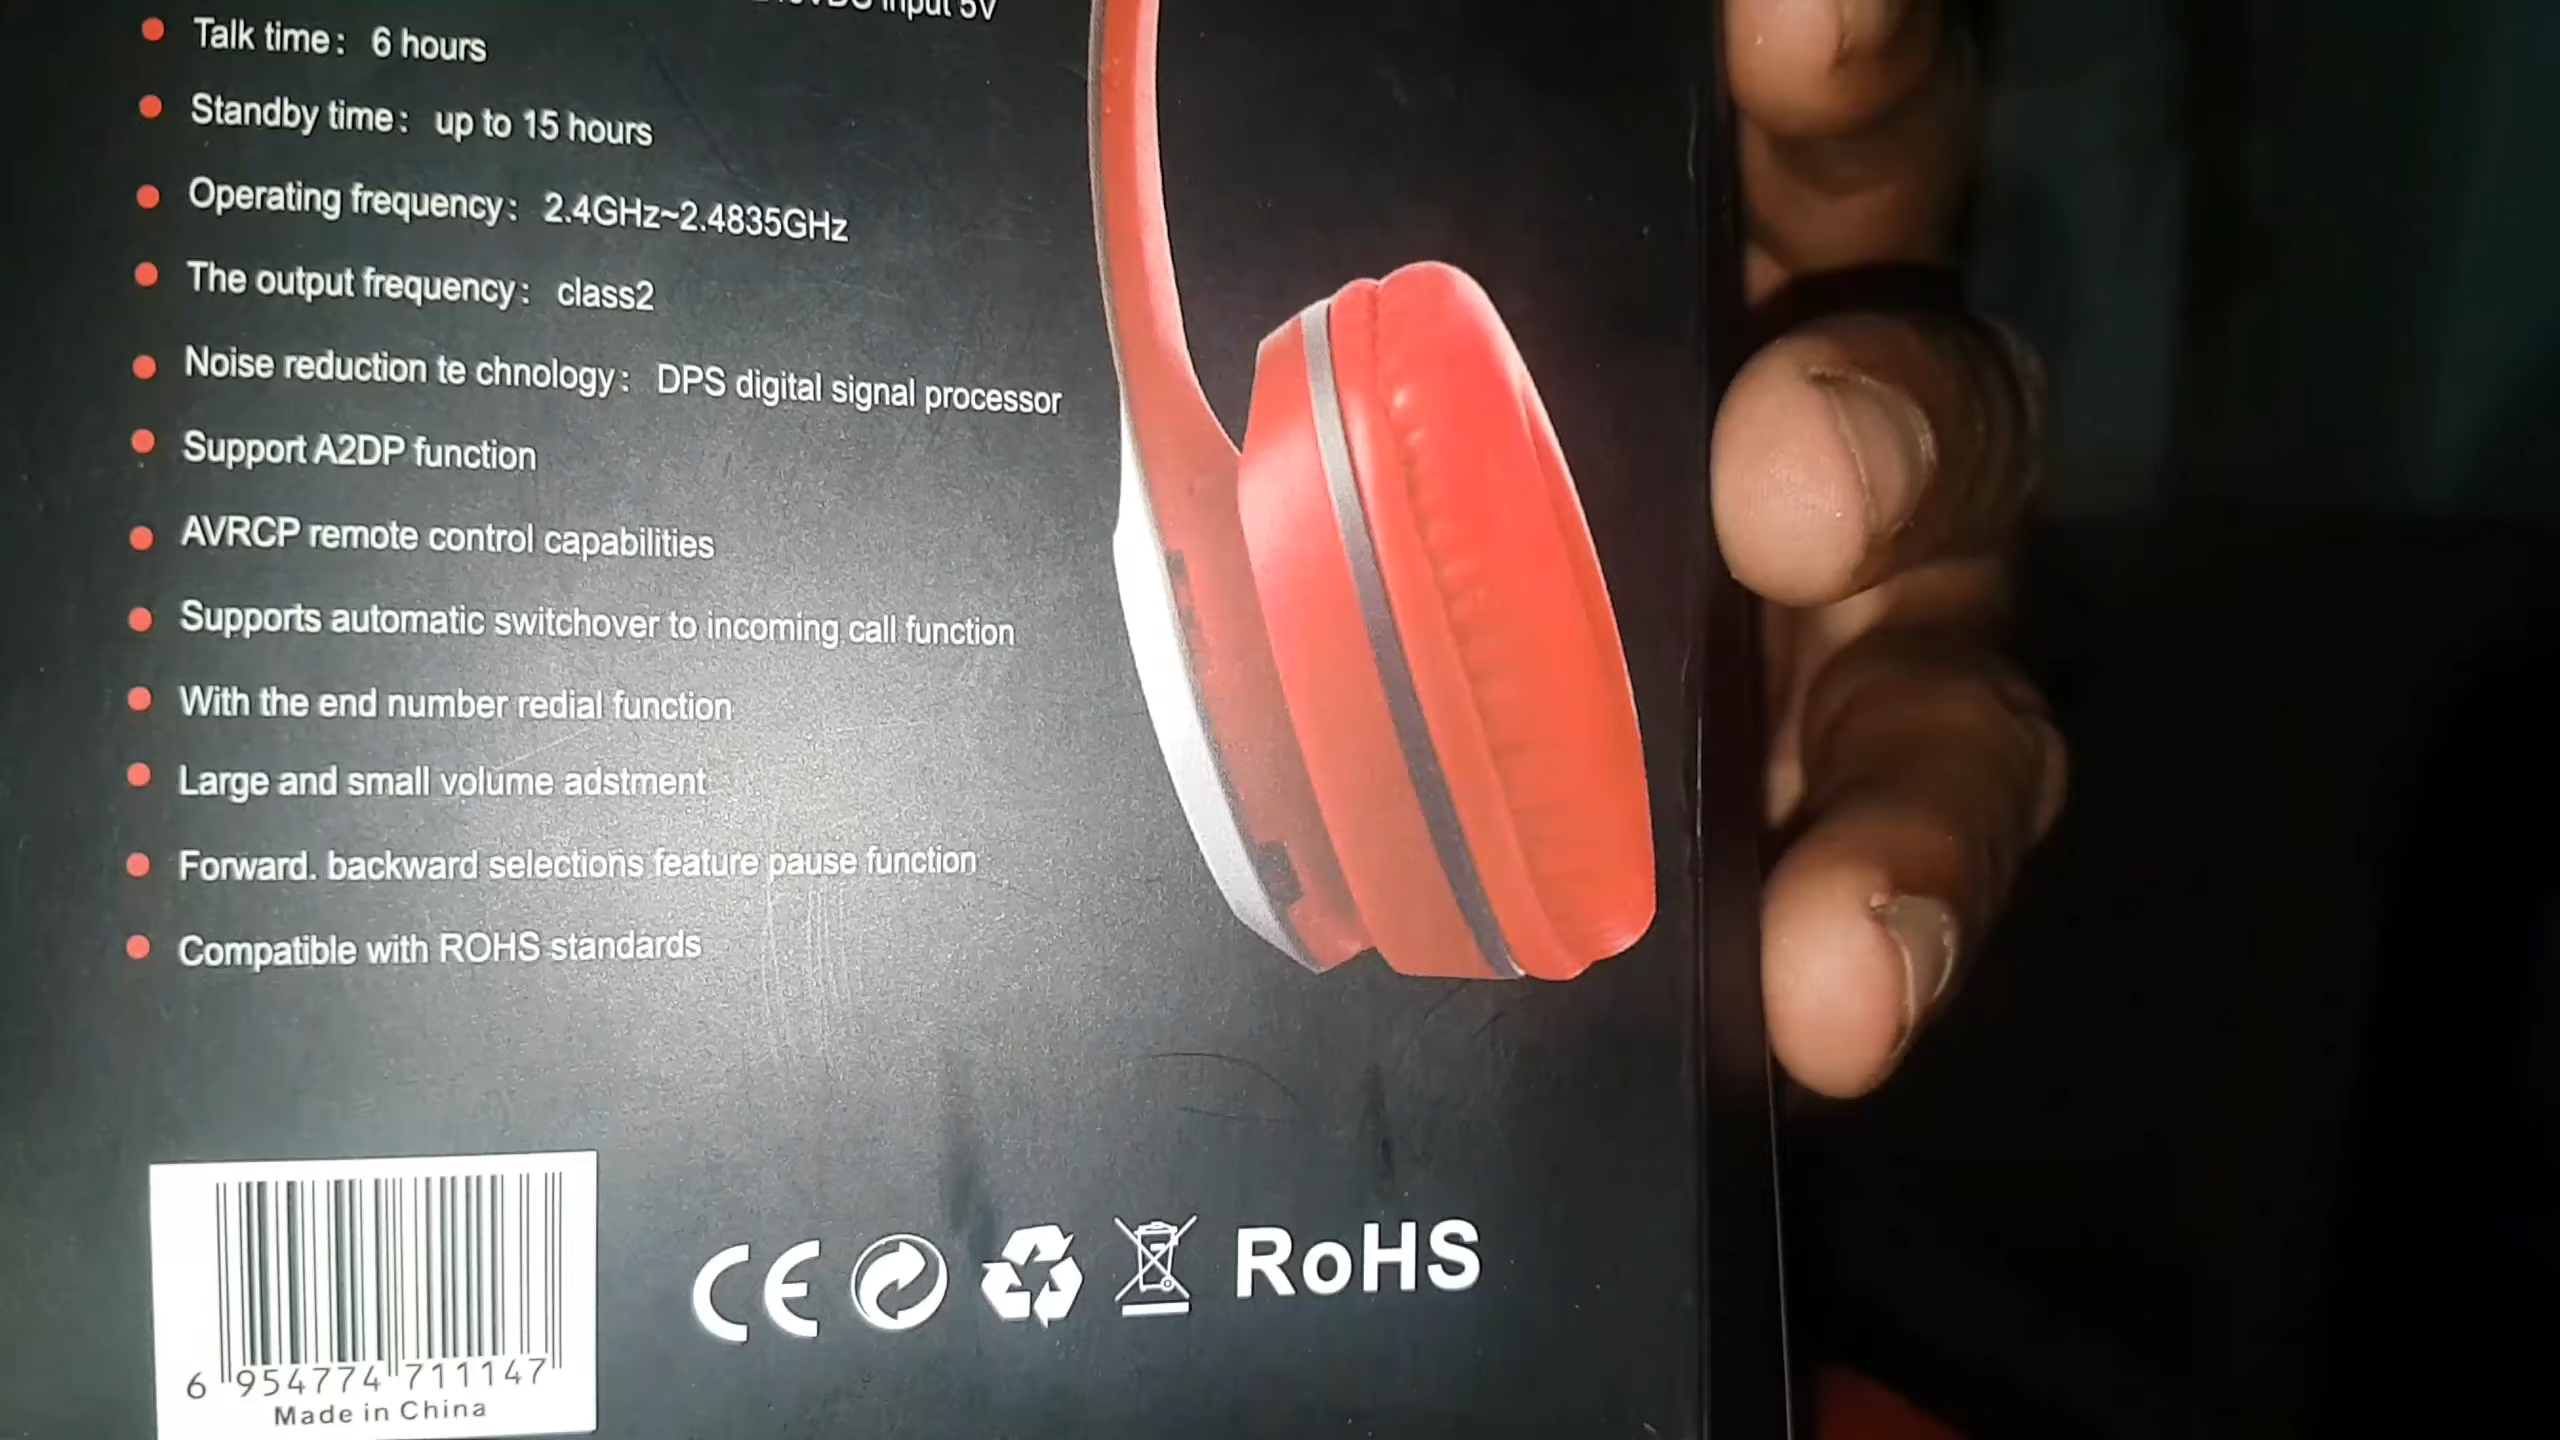 input 5V
Talk time: 6 hours
Standby time: up to 15 hours
Operating frequency: 2.4GHz~2.4835GHz
The output frequency: class2
Noise reduction te chnology: DPS digital signal processor
Support A2DP function
AVRCP remote control capabilities
Supports automatic switchover to incoming call function
With the end number redial function
Large and small volume adstment
Forward. backward selections feature pause function
Compatible with ROHS standards
CE RoHS
6 954774 711147
Made in China